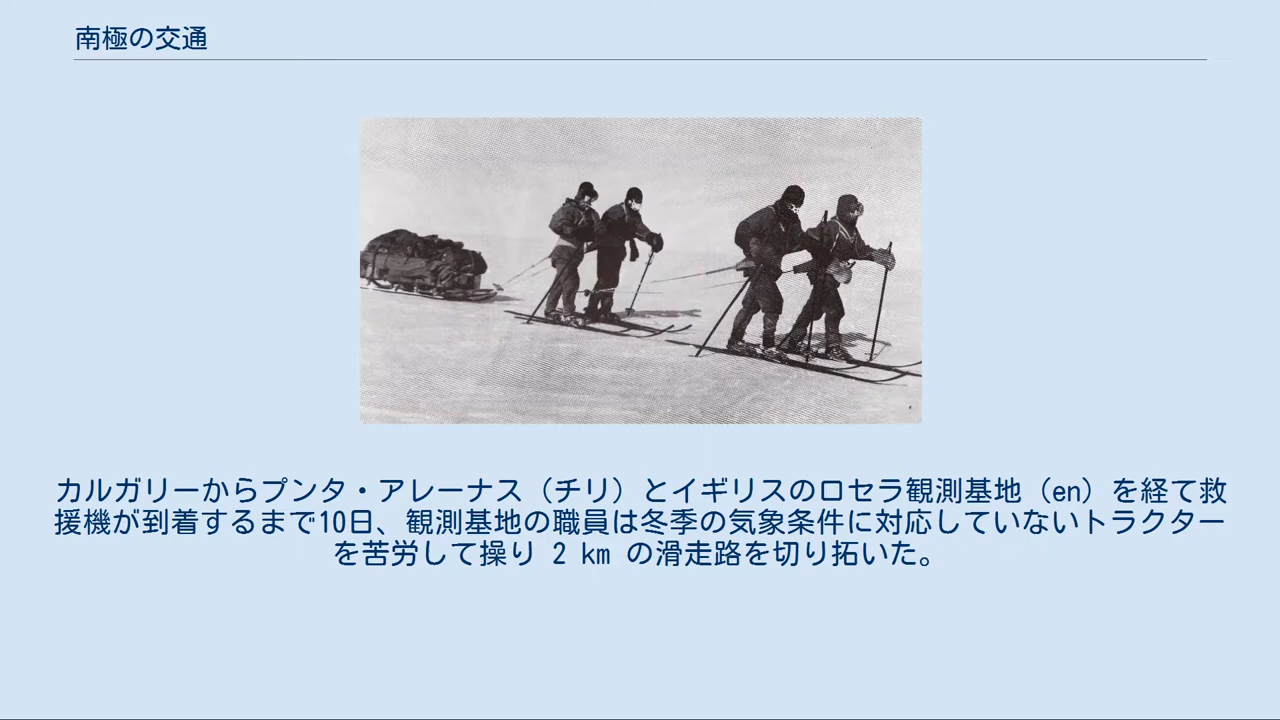 南極の交通
カルガリーからプンタ・アレーナス（チリ）とイギリスのロセラ観測基地（en）を経て救
援機が到着するまで10日、観測基地の職員は冬季の気象条件に対応していないトラクター
を苦労して操り 2 km の滑走路を切り拓いた。